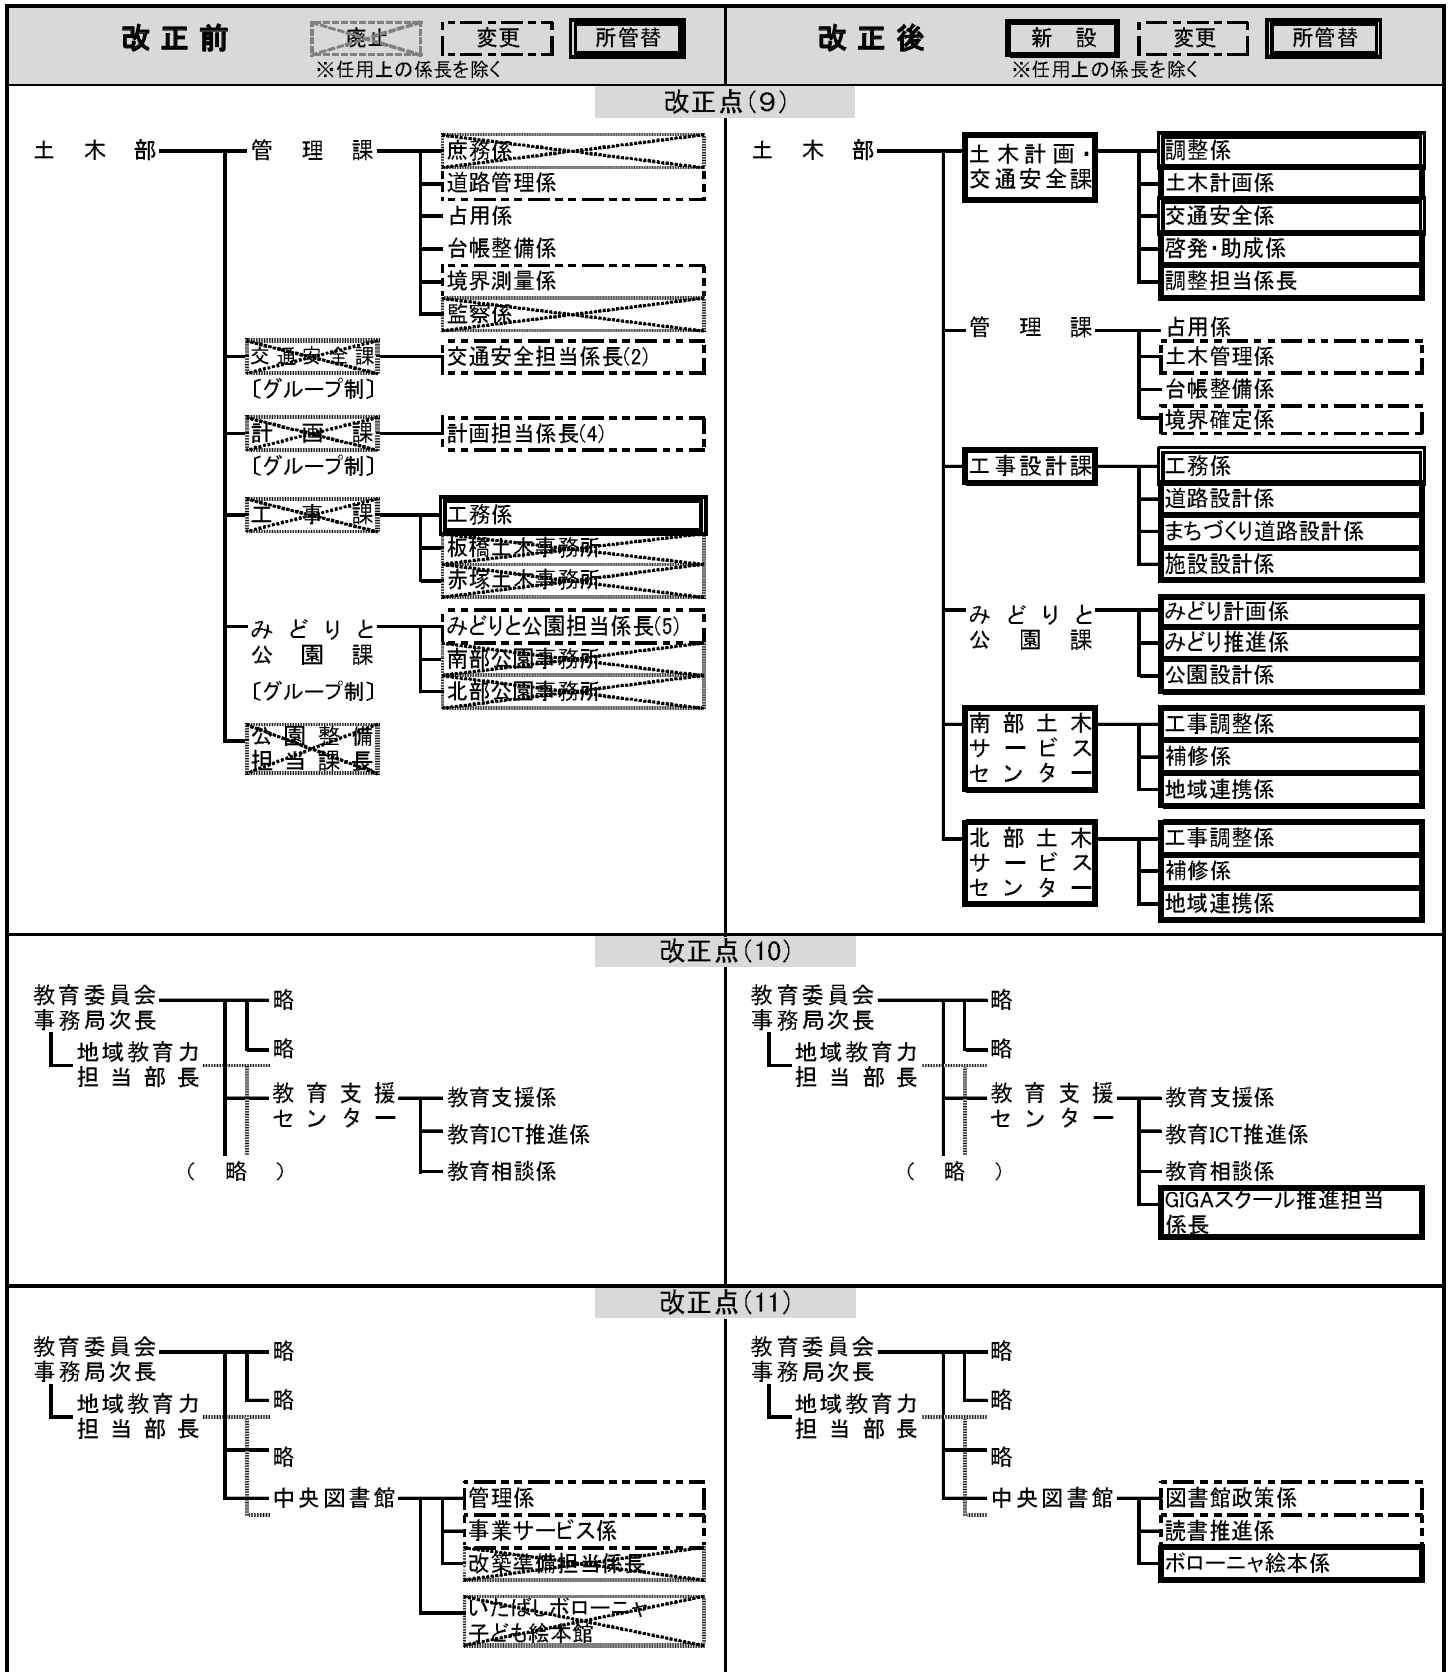 改正前
廃止
変更
所管替
※任用上の係長を除く
改正後
新設
変更
所管替
※任用上の係長を除く
改正点(9)
土木部
管理課
庶務係
道路管理係
占用係
台帳整備係
境界測量係
監察係
交通安全課
交通安全担当係長(2)
〔グループ制〕
計画課
計画担当係長(4)
〔グループ制〕
工事課
工務係
板橋土木事務所
赤塚土木事務所
みどりと
公園課
〔グループ制〕
みどりと公園担当係長(5)
南部公園事務所
北部公園事務所
公園整備
担当課長
土木部
土木計画・
交通安全課
調整係
土木計画係
交通安全係
啓発・助成係
調整担当係長
管理課
占用係
土木管理係
台帳整備係
境界確定係
工事設計課
工務係
道路設計係
まちづくり道路設計係
施設設計係
みどりと
公園課
みどり計画係
みどり推進係
公園設計係
南部土木
サービス
センター
工事調整係
補修係
地域連携係
北部土木
サービス
センター
工事調整係
補修係
地域連携係
改正点(10)
教育委員会
事務局次長
地域教育力
担当部長
略
略
教育支援
センター
教育支援係
教育ICT推進係
教育相談係
(略)
教育委員会
事務局次長
地域教育力
担当部長
略
略
教育支援
センター
教育支援係
教育ICT推進係
教育相談係
GIGAスクール推進担当
係長
(略)
改正点(11)
教育委員会
事務局次長
地域教育力
担当部長
略
略
略
中央図書館
管理係
事業サービス係
改築準備担当係長
いたばしボローニャ
子ども絵本館
教育委員会
事務局次長
地域教育力
担当部長
略
略
略
中央図書館
図書館政策係
読書推進係
ボローニャ絵本係